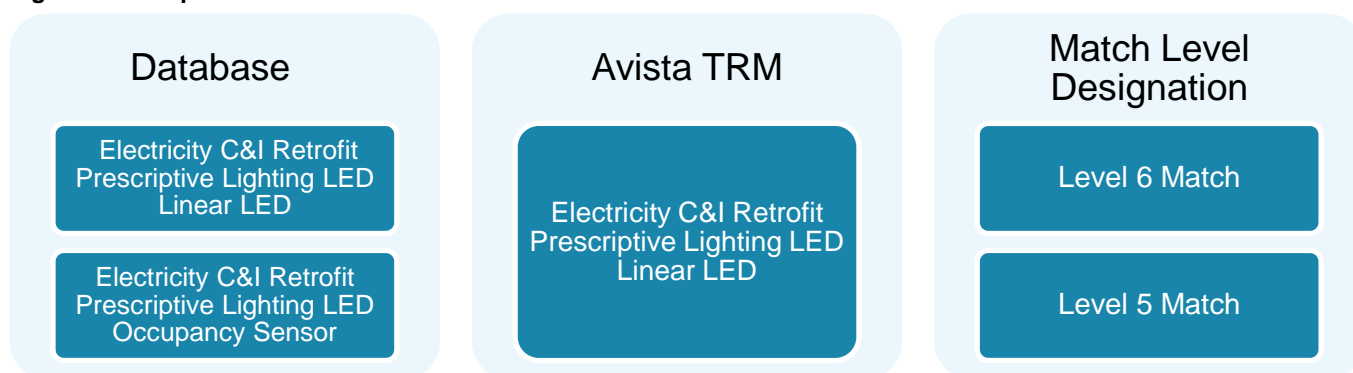 Database
Electricity C&I Retrofit
Prescriptive Lighting LED
Linear LED
Electricity C&I Retrofit
Prescriptive Lighting LED
Occupancy Sensor
Avista TRM
Electricity C&I Retrofit
Prescriptive Lighting LED
Linear LED
Match Level
Designation
Level 6 Match
Level 5 Match